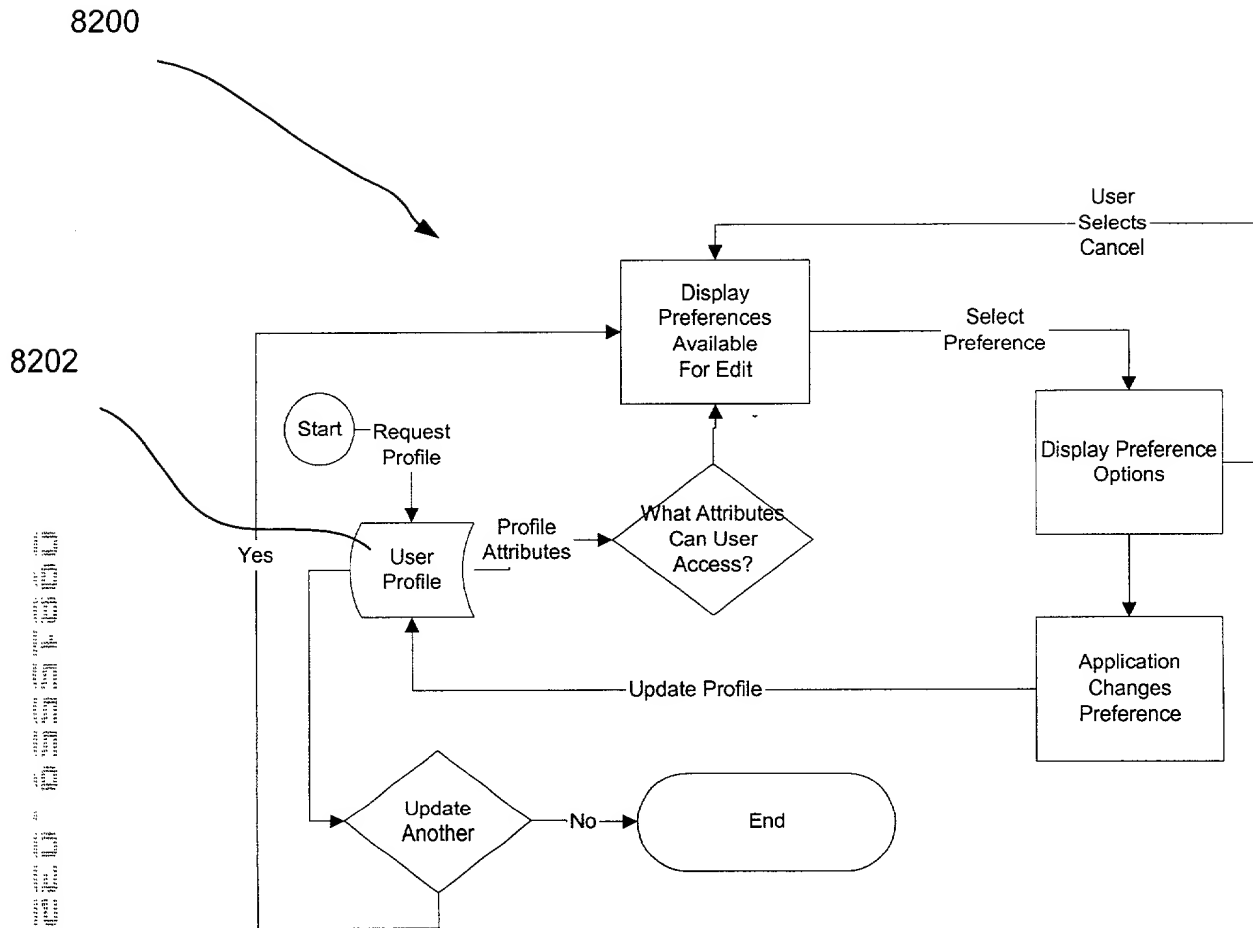 8200
User
Selects
Cancel
Display
Preferences
Available
For Edit
Select
Preference
8202
Start
Request
Profile
Display Preference
Options
What Attributes
Can User
Access?
Profile
Attributes
User
Profile
Yes
Application
Changes
Preference
Update Profile
Update
Another
No
End